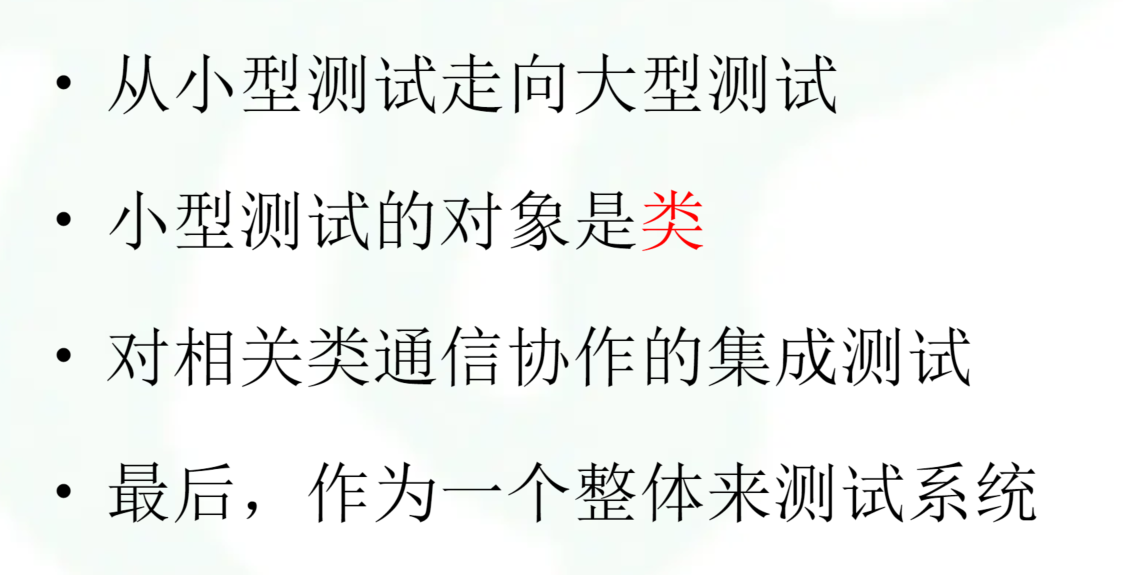 • 从小型测试走向大型测试
• 小型测试的对象是类
• 对相关类通信协作的集成测试
• 最后，作为一个整体来测试系统